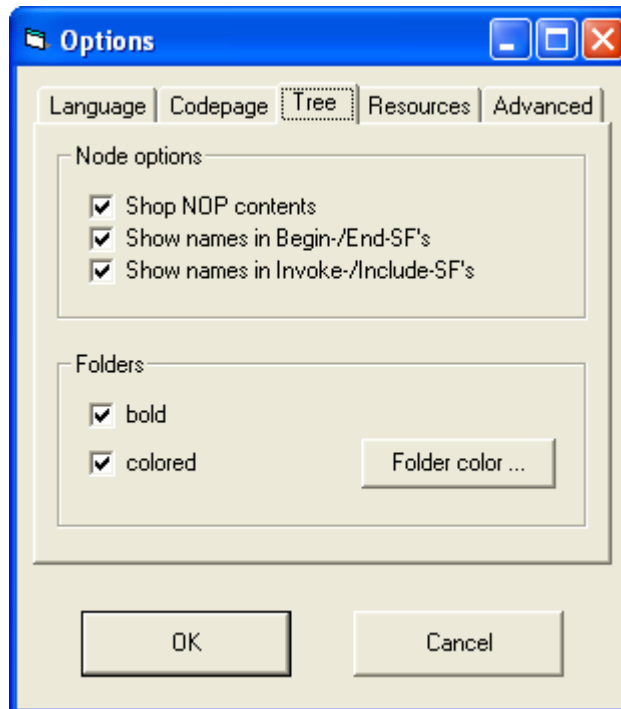 Options
Language Codepage Tree Resources Advanced
Node options
Shop NOP contents
Show names in Begin-/End-SF's
Show names in Invoke-/Include-SF's
Folders
bold
colored Folder color ...
OK Cancel